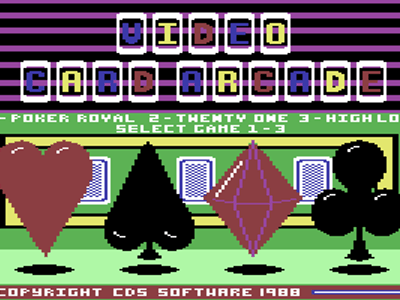 VIDEO
CARD ARCADE
-POKER ROYAL 2-TWENTY ONE 3-HIGH LO
SELECT GAME 1-3
COPYRIGHT CDS SOFTWARE 1988